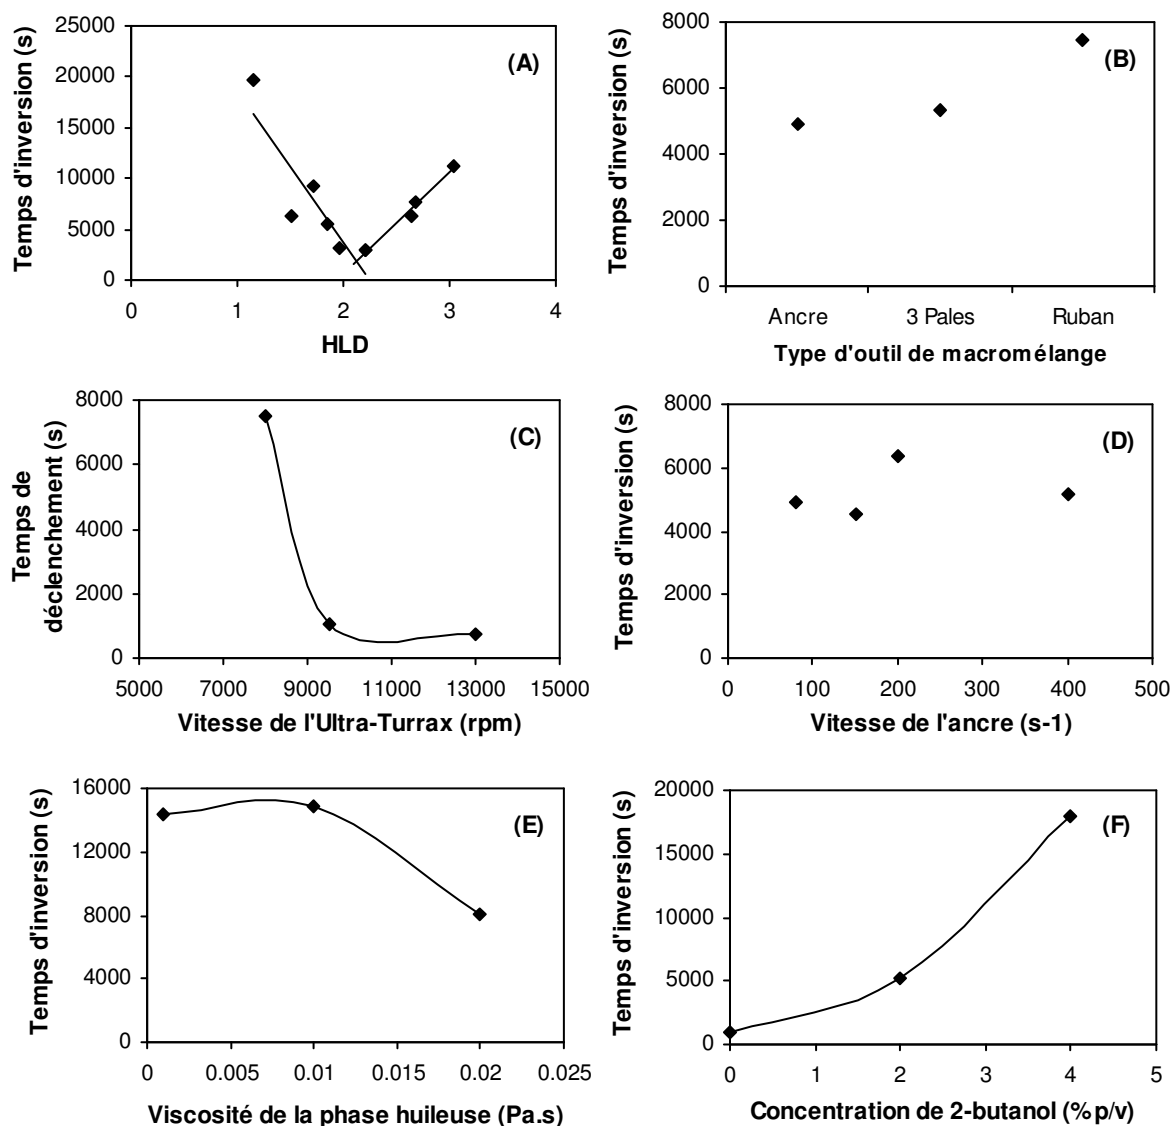 25000
20000
15000
10000
5000
0
Temps d'inversion (s)
(A)
0
1
2
3
4
HLD
8000
6000
4000
2000
0
Temps d'inversion (s)
(B)
Ancre
3 Pales
Ruban
Type d'outil de macromélange
8000
6000
4000
2000
0
Temps de
déclenchement (s)
(C)
5000
7000
9000
11000
13000
15000
Vitesse de l'Ultra-Turrax (rpm)
8000
6000
4000
2000
0
Temps d'inversion (s)
(D)
0
100
200
300
400
500
Vitesse de l'ancre (s-1)
16000
12000
8000
4000
0
Temps d'inversion (s)
(E)
0
0.005
0.01
0.015
0.02
0.025
Viscosité de la phase huileuse (Pa.s)
20000
15000
10000
5000
0
Temps d'inversion (s)
(F)
0
1
2
3
4
5
Concentration de 2-butanol (%p/v)